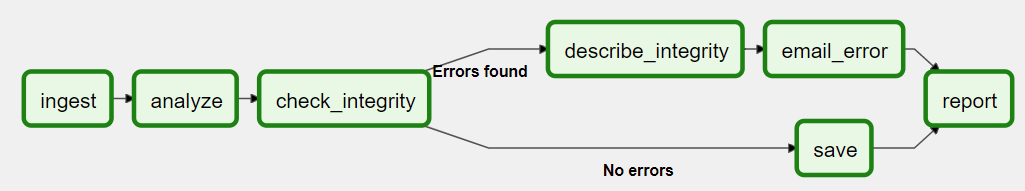 describe_integrity
email_error
Errors found
ingest
analyze
check_integrity
report
save
No errors